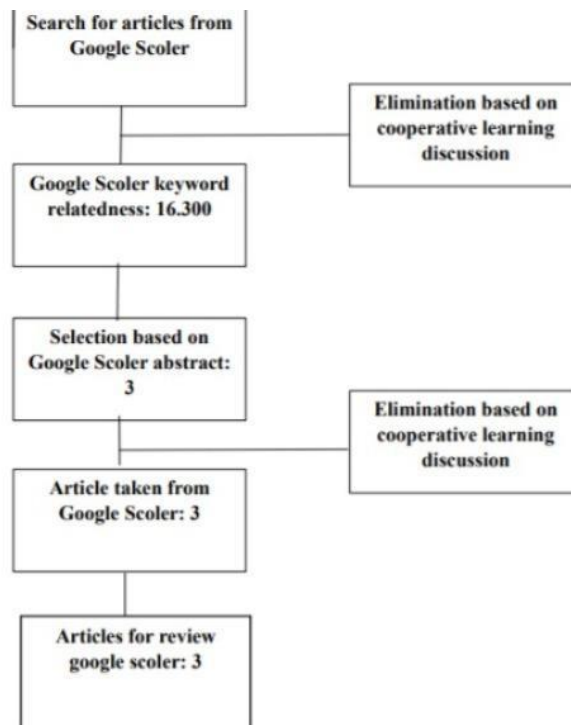 Search for articles from
Google Scoler
Elimination based on
cooperative learning
discussion
Google Scoler keyword
relatedness: 16.300
Selection based on
Google Scoler abstract:
3
Elimination based on
cooperative learning
discussion
Article taken from
Google Scoler: 3
Articles for review
google scoler: 3